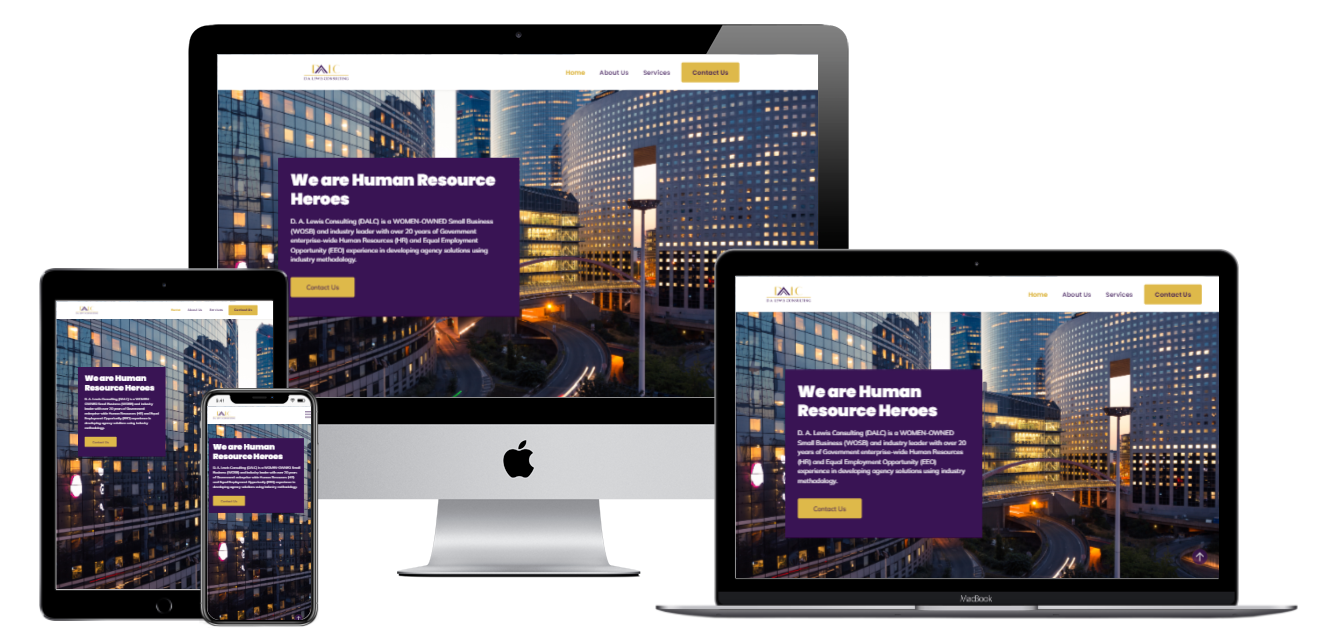 DALC
D.A. LEWIS CONSULTING
Home About Us Services Contact Us
We are Human Resource
Heroes
D. A. Lewis Consulting (DALC) is a WOMEN-OWNED Small Business
(WOSB) and industry leader with over 20 years of Government
enterprise-wide Human Resources (HR) and Equal Employment
Opportunity (EEO) experience in developing agency solutions using
industry methodology.
Contact Us
Home About Us Services Contact Us
We are Human
Resource Heroes
D. A. Lewis Consulting (DALC) is a WOMEN-OWNED Small
Business (WOSB) and industry leader with over 20 years
of Government enterprise-wide Human Resources (HR)
and Equal Employment Opportunity (EEO) experience in
developing agency solutions using industry methodology.
Contact Us
DALC
D.A. LEWIS CONSULTING
Home About Us Services Contact Us
We are Human
Resource Heroes
D. A. Lewis Consulting (DALC) is a WOMEN-OWNED
Small Business (WOSB) and industry leader with over 20
years of Government enterprise-wide Human Resources
(HR) and Equal Employment Opportunity (EEO)
experience in developing agency solutions using industry
methodology.
Contact Us
MacBook
Home About Us Services Contact Us
We are Human
Resource Heroes
D. A. Lewis Consulting (DALC) is a WOMEN-
OWNED Small Business (WOSB) and industry
leader with over 20 years of Government
enterprise-wide Human Resources (HR) and Equal
Employment Opportunity (EEO) experience in
developing agency solutions using industry
methodology.
Contact Us